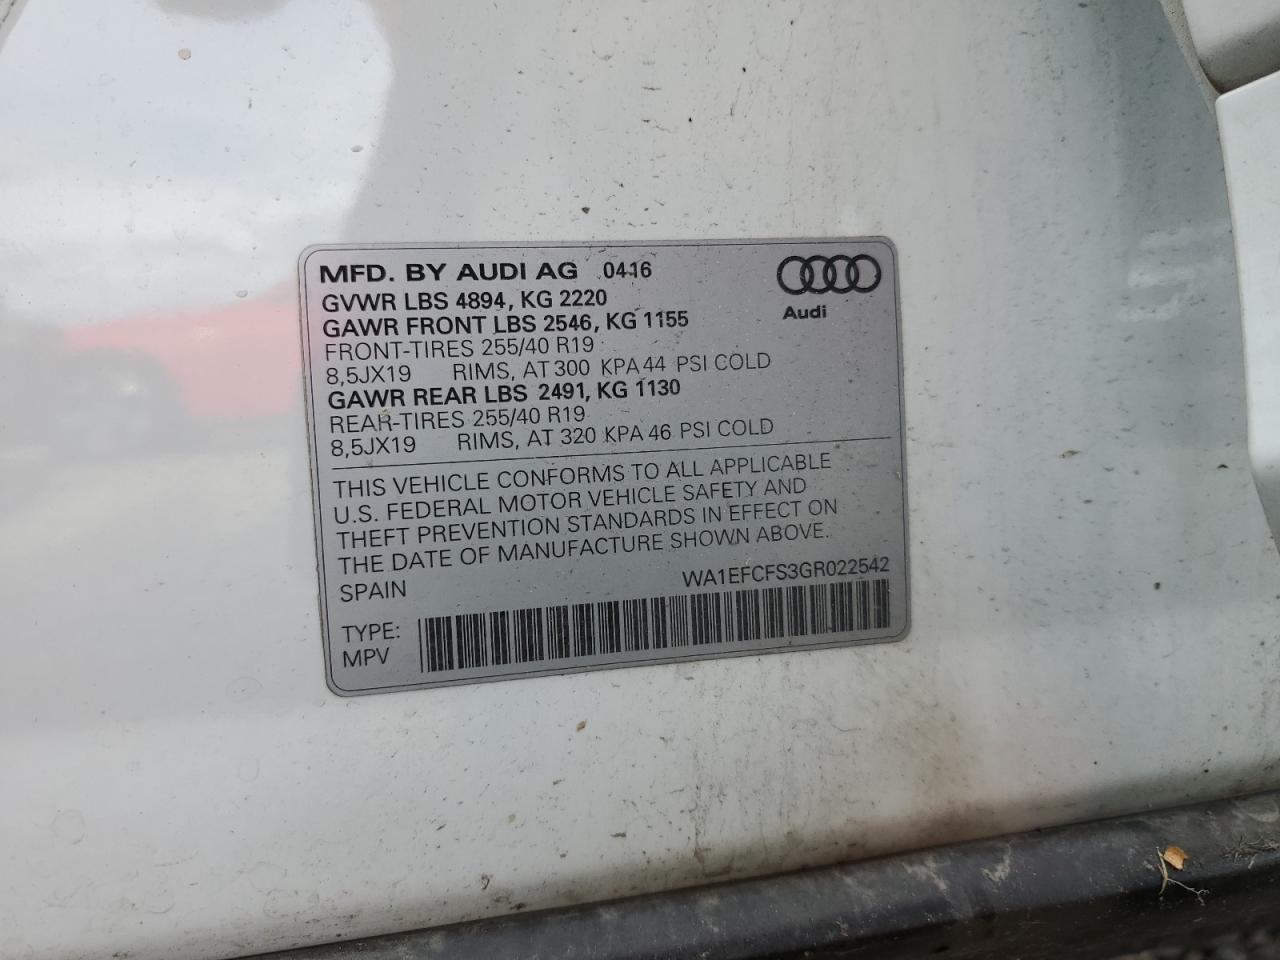 MFD. BY AUDI AG 04-16
GVWR LBS 4894, KG 2220
GAWR FRONT LBS 2546, KG 1155
FRONT-TIRES 255/40 R19
8,5JX19 RIMS, AT 300 KPA 44 PSI COLD
GAWR REAR LBS 2491, KG 1130
REAR-TIRES 255/40 R19
8,5JX19 RIMS, AT 320 KPA 46 PSI COLD
Audi
THIS VEHICLE CONFORMS TO ALL APPLICABLE
U.S. FEDERAL MOTOR VEHICLE SAFETY AND
THEFT PREVENTION STANDARDS IN EFFECT ON
THE DATE OF MANUFACTURE SHOWN ABOVE.
SPAIN WA1EFCFS3GR022542
TYPE:
MPV